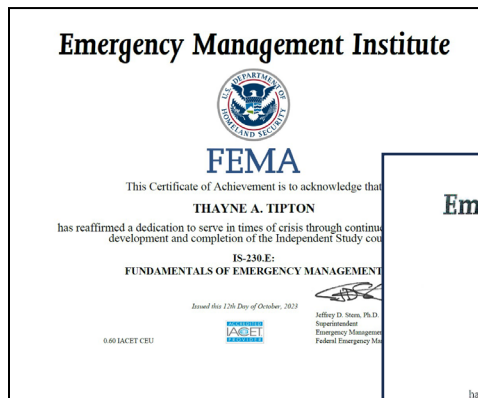 Emergency Management Institute
U.S. DEPARTMENT OF
HOMELAND SECURITY
FEMA
This Certificate of Achievement is to acknowledge that
THAYNE A. TIPTON
has reaffirmed a dedication to serve in times of crisis through continue
development and completion of the Independent Study cou
IS-230.E:
FUNDAMENTALS OF EMERGENCY MANAGEMENT
Issued this 12th Day of October, 2023
Jeffrey D. Stern, Ph.D.
Superintendent
Emergency Managemen
Federal Emergency Ma
ACCREDITED
IACET
PROVIDER
0.60 IACET CEU
Em
ha